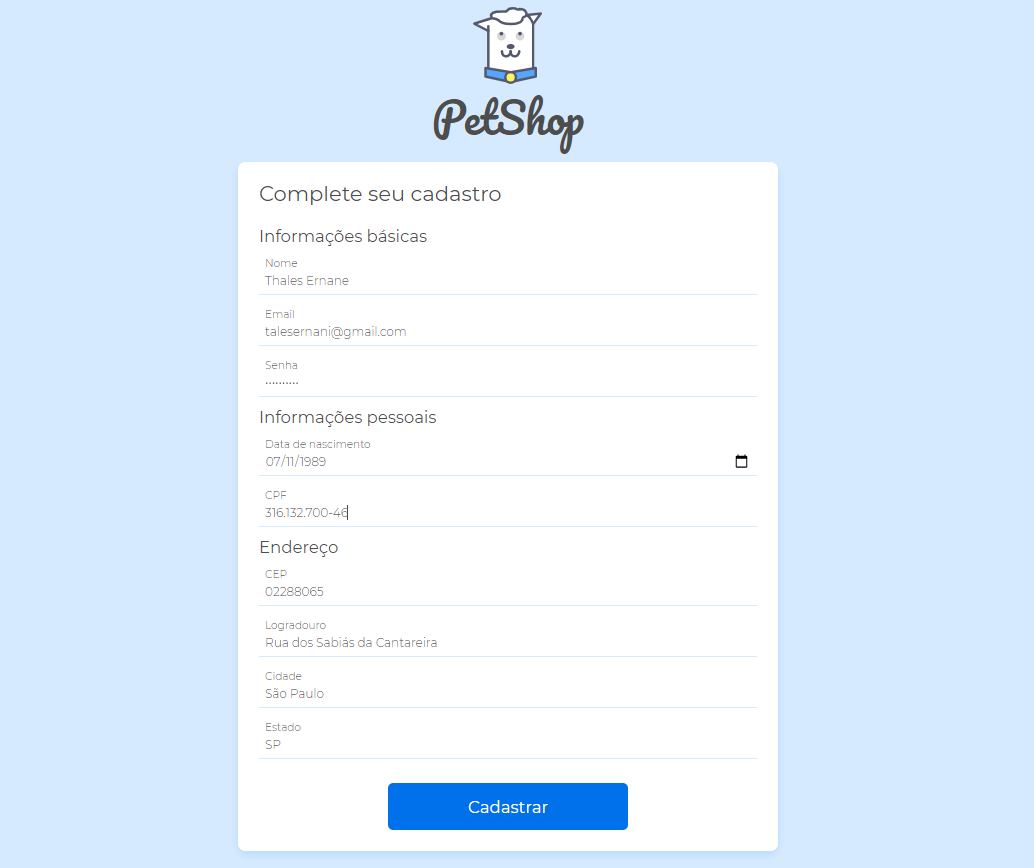 PetShop
Complete seu cadastro
Informações básicas
Nome
Thales Ernane
Email
talesernani@gmail.com
Senha
••••••••••
Informações pessoais
Data de nascimento
07/11/1989
CPF
316.132.700-46
Endereço
CEP
02288065
Logradouro
Rua dos Sabiás da Cantareira
Cidade
São Paulo
Estado
SP
Cadastrar